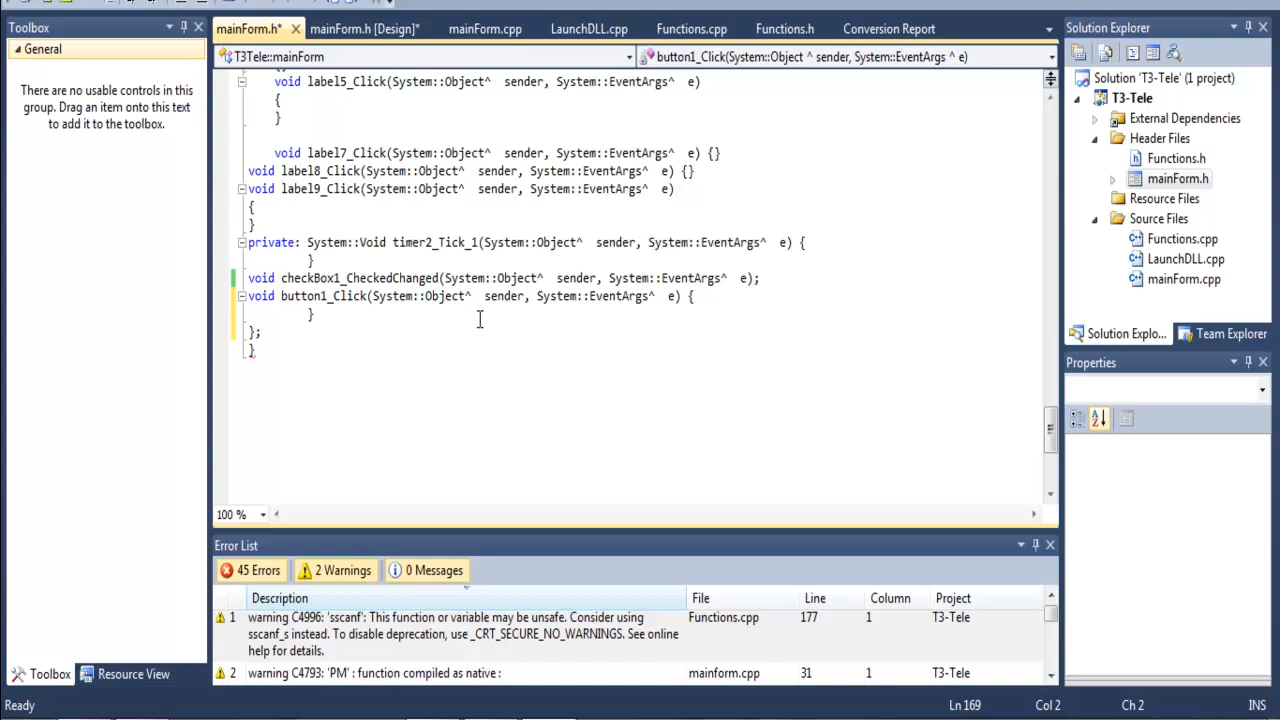 Toolbox
General
There are no usable controls in this
group. Drag an item onto this text
to add it to the toolbox.
Toolbox
Resource View
mainForm.h*
mainForm.h [Design]*
mainForm.cpp
LaunchDLL.cpp
Functions.cpp
Functions.h
Conversion Report
T3Tele::mainForm
button1_Click(System::Object ^ sender, System::EventArgs ^ e)
void label5_Click(System::Object^  sender, System::EventArgs^  e)
{
}
void label7_Click(System::Object^  sender, System::EventArgs^  e) {}
void label8_Click(System::Object^  sender, System::EventArgs^  e) {}
void label9_Click(System::Object^  sender, System::EventArgs^  e)
{
}
private: System::Void timer2_Tick_1(System::Object^  sender, System::EventArgs^  e) {
}
void checkBox1_CheckedChanged(System::Object^  sender, System::EventArgs^  e);
void button1_Click(System::Object^  sender, System::EventArgs^  e) {
}
};
}
100 %
Error List
45 Errors
2 Warnings
0 Messages
Description File Line Column Project
1 warning C4996: 'sscanf': This function or variable may be unsafe. Consider using Functions.cpp 177 1 T3-Tele
sscanf_s instead. To disable deprecation, use _CRT_SECURE_NO_WARNINGS. See online
help for details.
2 warning C4793: 'PM' : function compiled as native : mainform.cpp 31 1 T3-Tele
Solution Explorer
Solution 'T3-Tele' (1 project)
T3-Tele
External Dependencies
Header Files
Functions.h
mainForm.h
Resource Files
Source Files
Functions.cpp
LaunchDLL.cpp
mainForm.cpp
Solution Explo...
Team Explorer
Properties
Ready
Ln 169
Col 2
Ch 2
INS